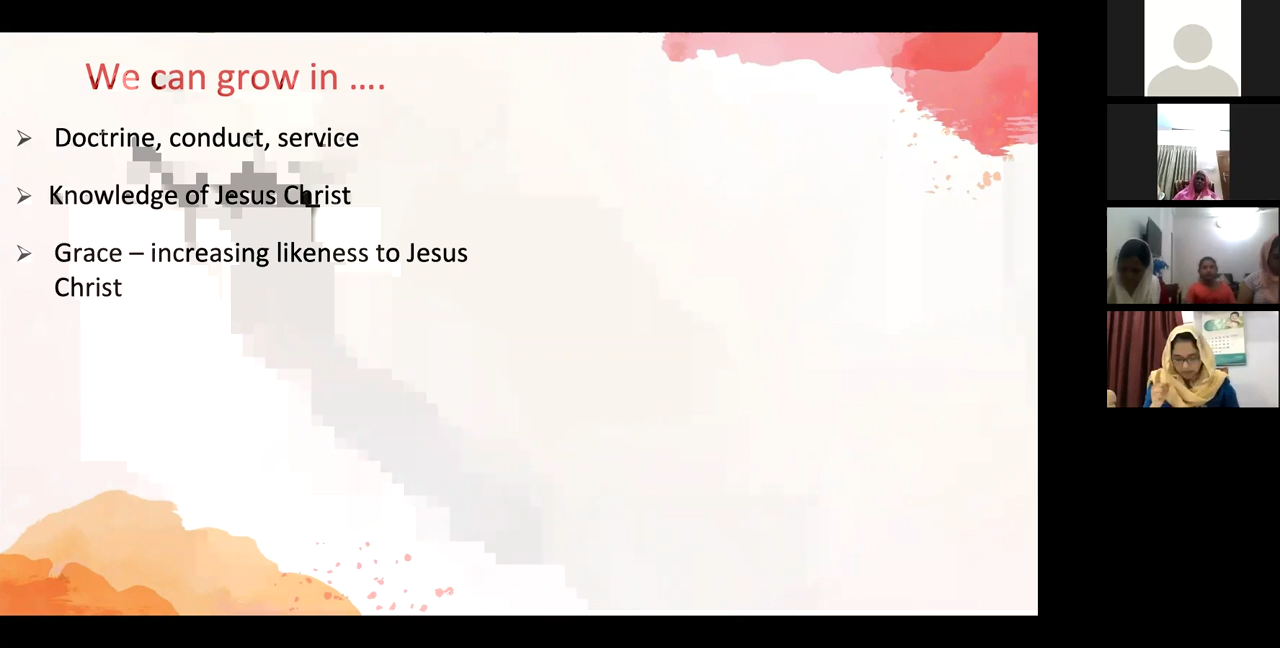 We can grow in ....
Doctrine, conduct, service
Knowledge of Jesus Christ
Grace – increasing likeness to Jesus
Christ